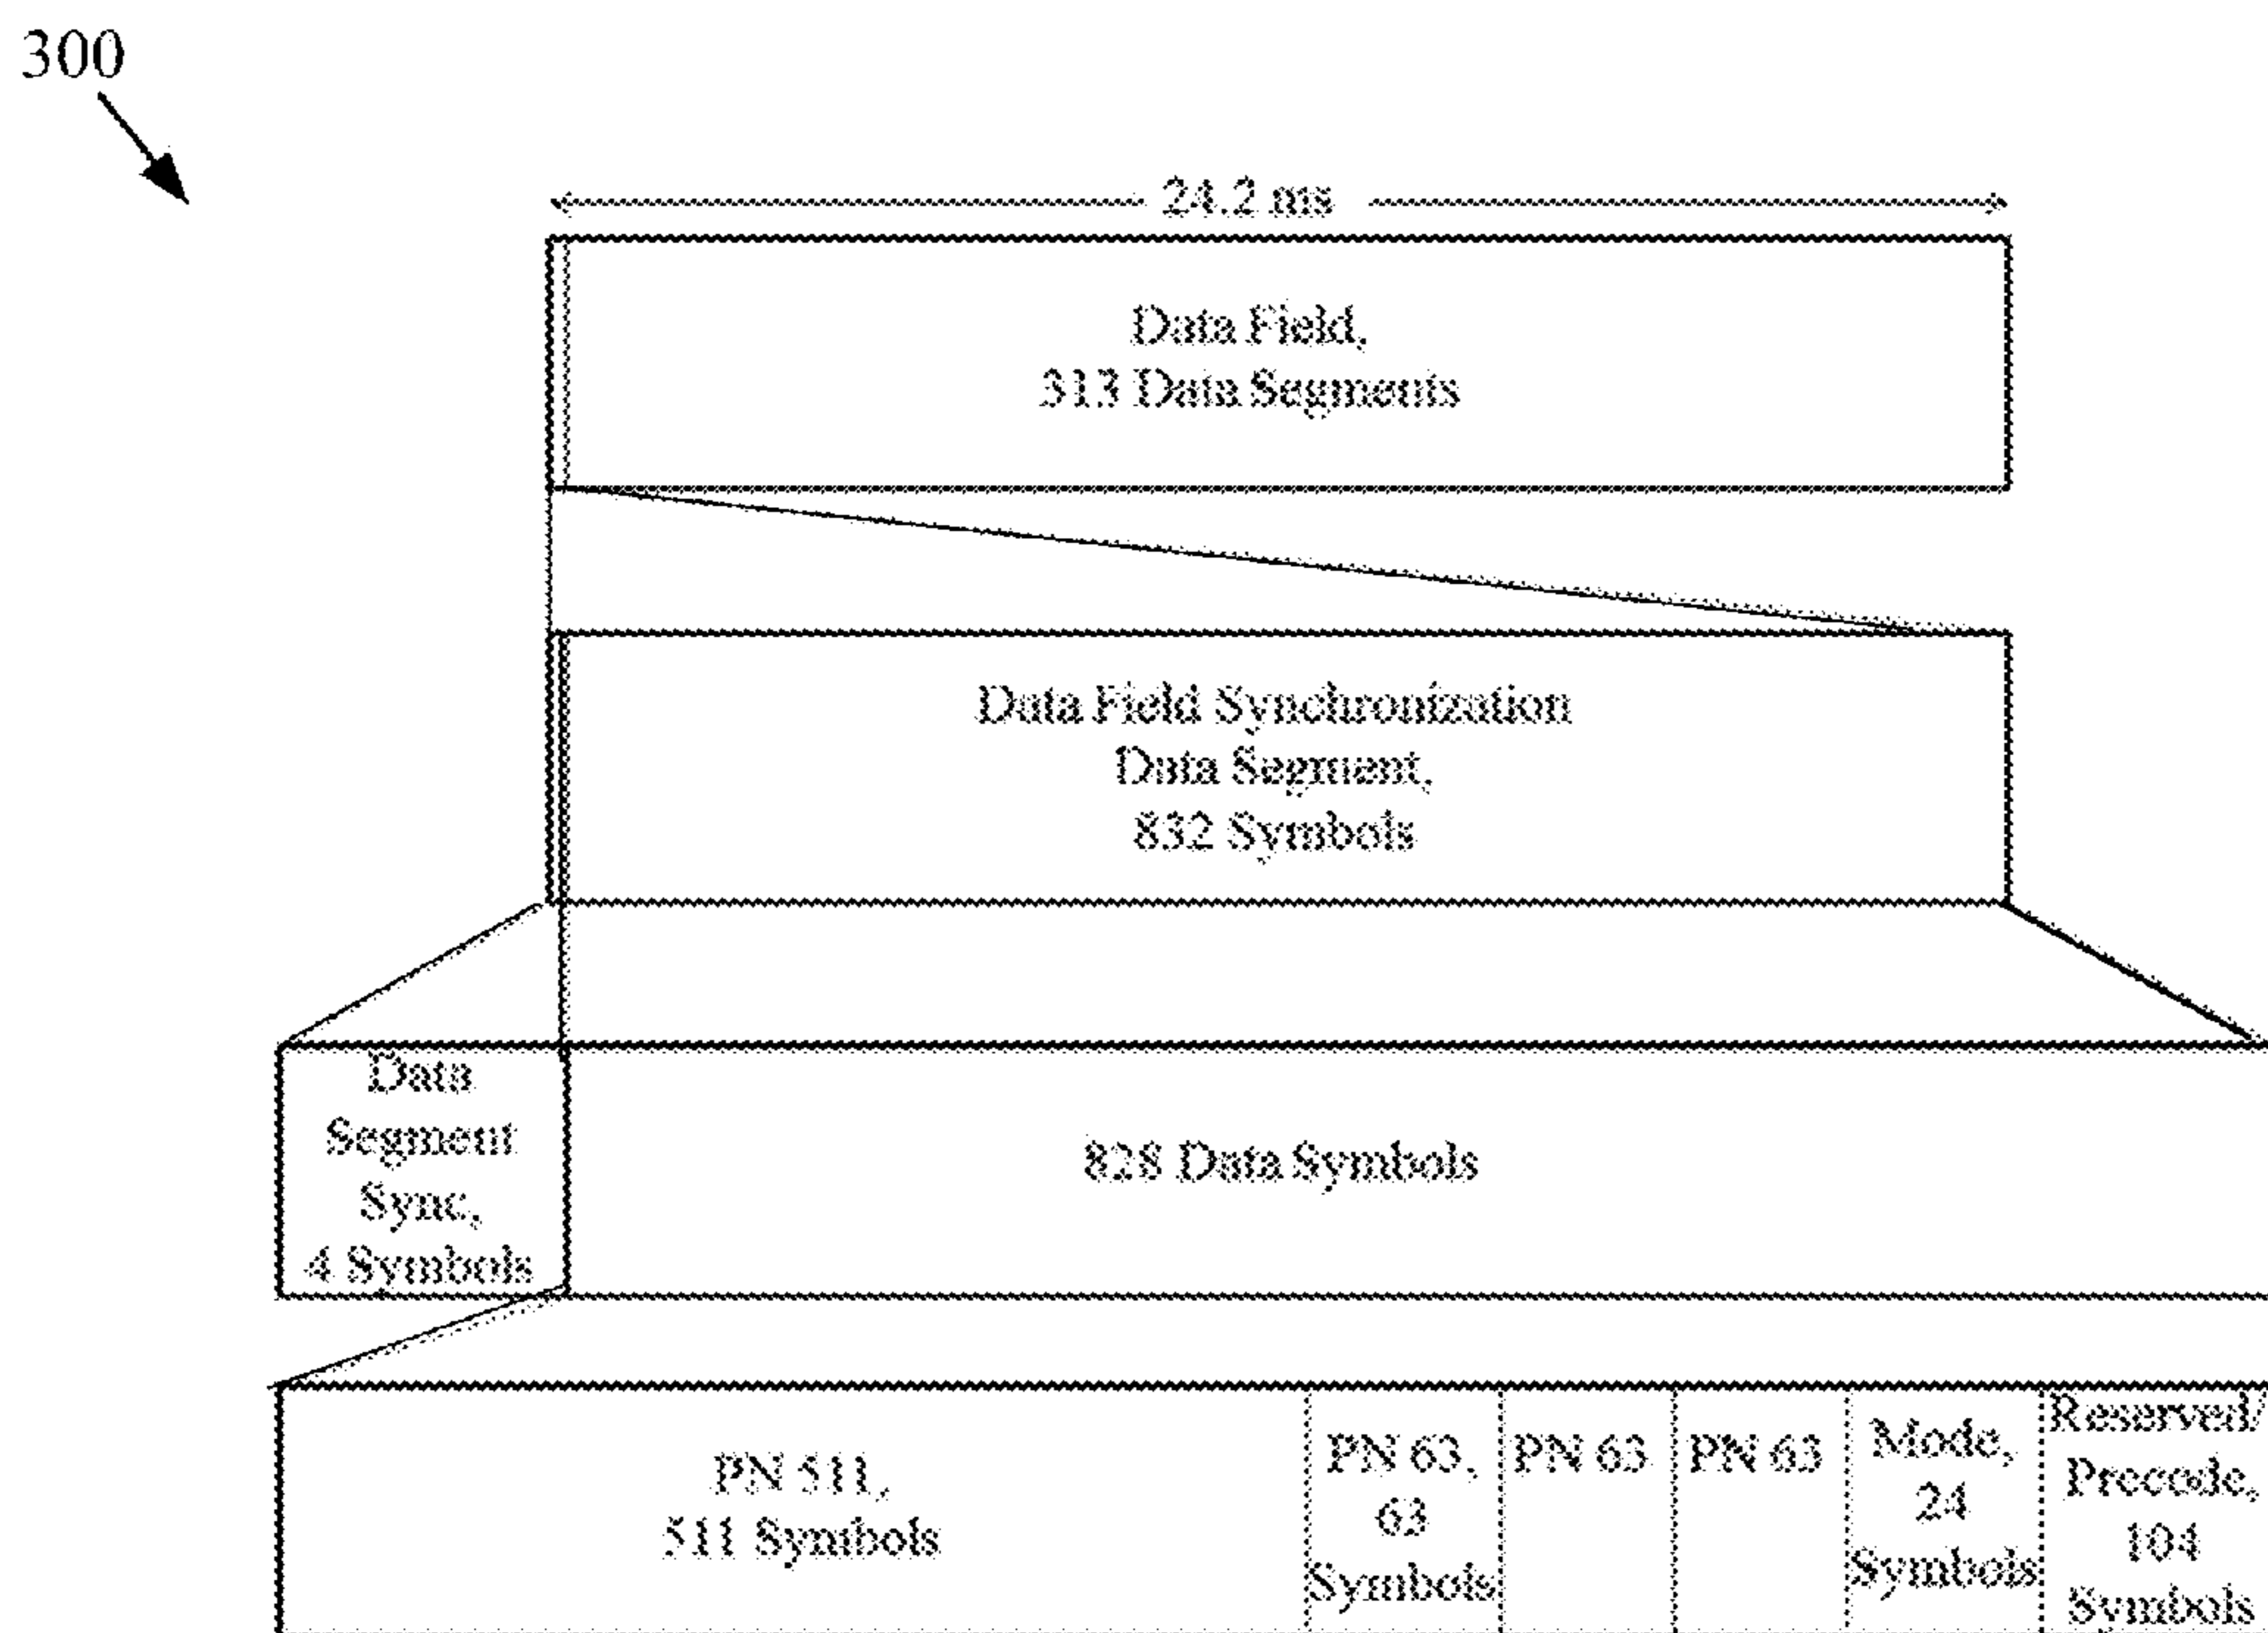 300
24.2 ms
Data Field,
313 Data Segments
Data Field Synchronization
Data Segment,
832 Symbols
Data
Segment
Sync,
4 Symbols
828 Data Symbols
PN 511,
511 Symbols
PN 63,
63
Symbols
PN 63
PN 63
Mode,
24
Symbols
Reserved/
Precode,
104
Symbols